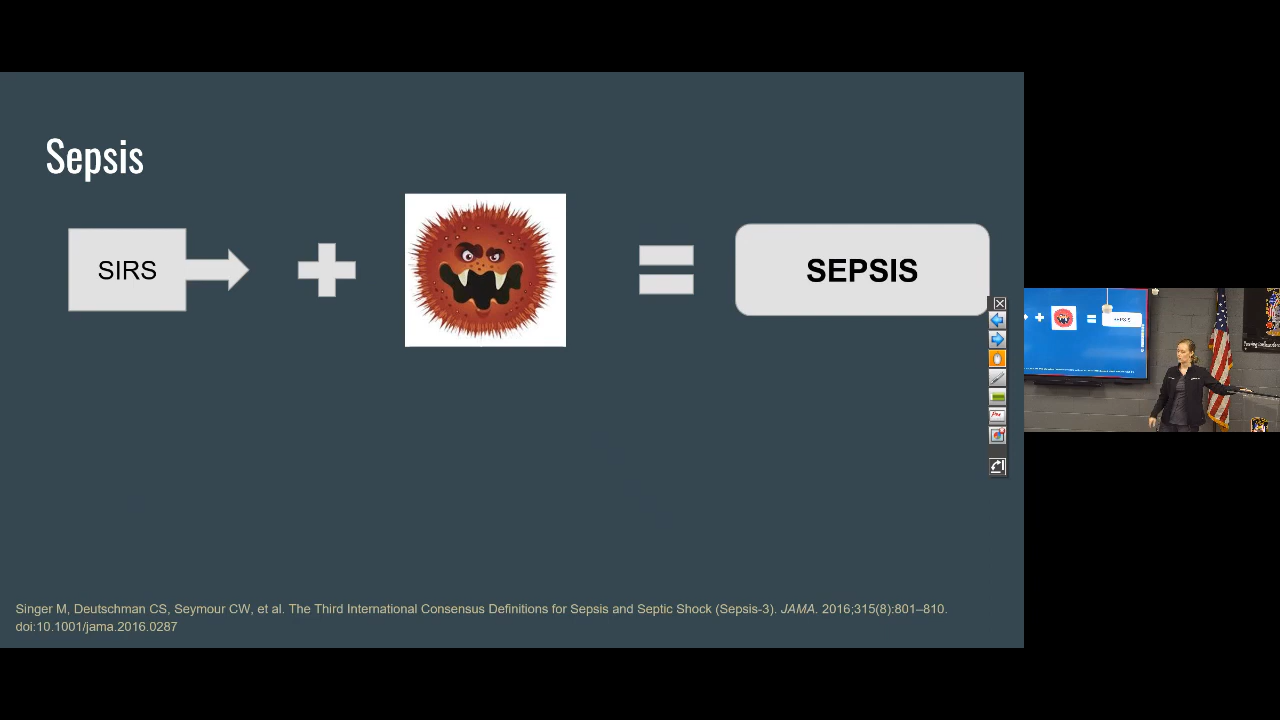 Sepsis
SIRS
SEPSIS
Singer M, Deutschman CS, Seymour CW, et al. The Third International Consensus Definitions for Sepsis and Septic Shock (Sepsis-3). JAMA. 2016;315(8):801–810.
doi:10.1001/jama.2016.0287
SEPSIS